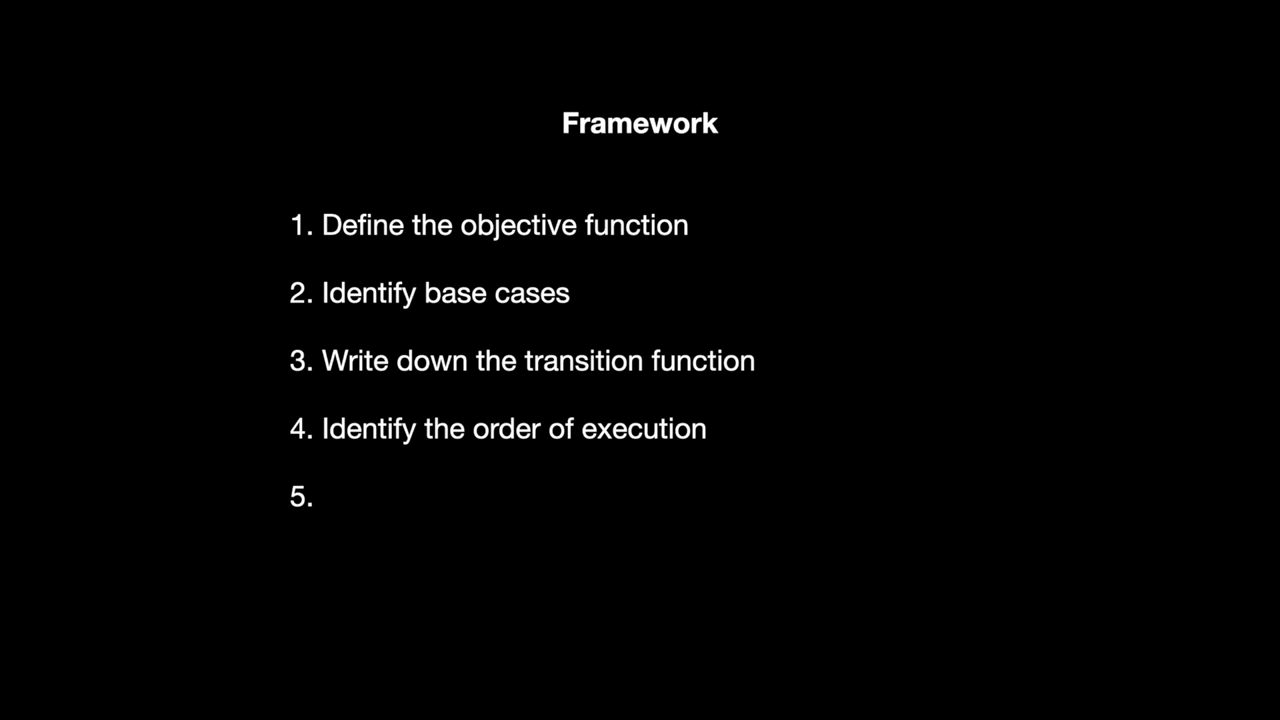 Framework
1. Define the objective function
2. Identify base cases
3. Write down the transition function
4. Identify the order of execution
5.